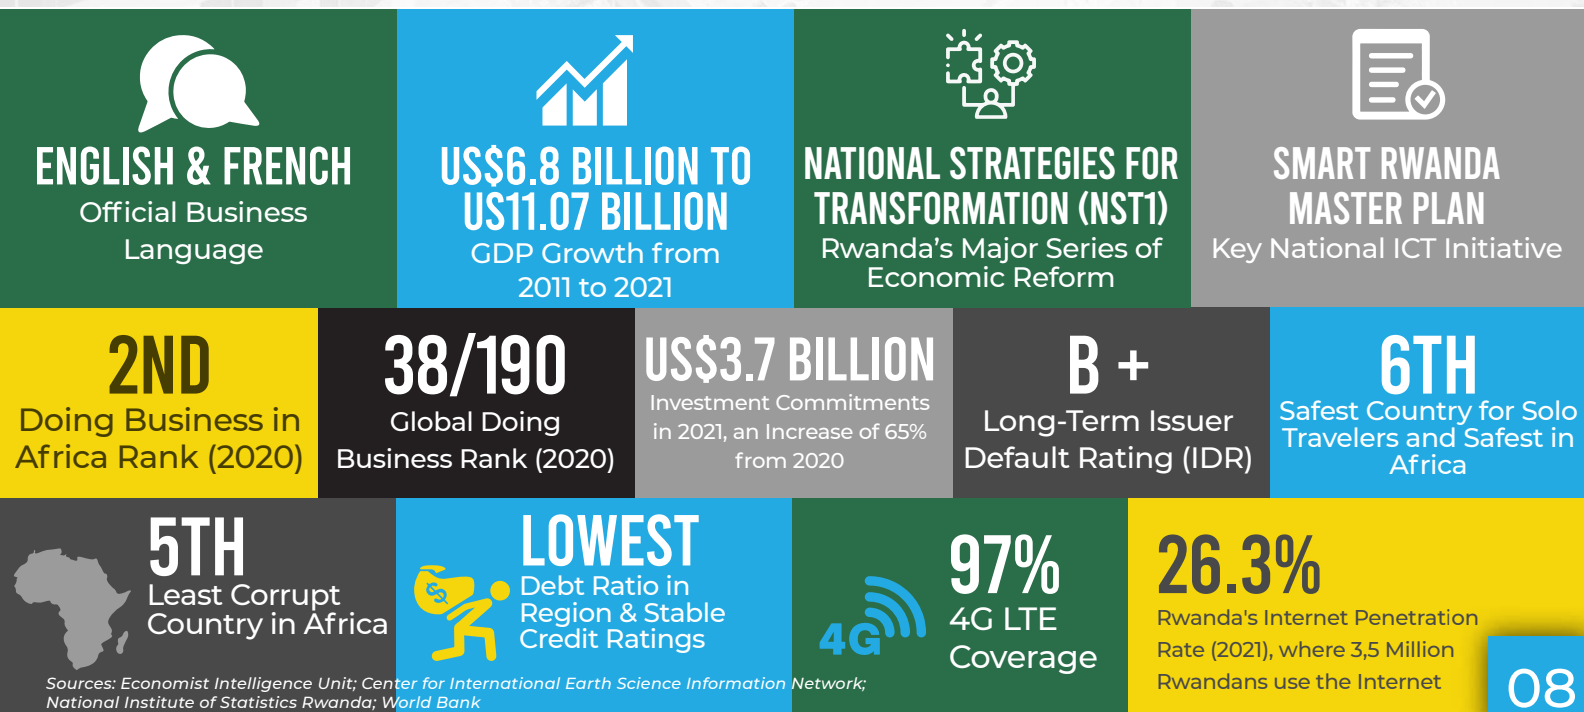 ENGLISH & FRENCH
Official Business
Language
US$6.8 BILLION TO
US11.07 BILLION
GDP Growth from
2011 to 2021
NATIONAL STRATEGIES FOR
TRANSFORMATION (NST1)
Rwanda's Major Series of
Economic Reform
SMART RWANDA
MASTER PLAN
Key National ICT Initiative
2ND
Doing Business in
Africa Rank (2020)
38/190
Global Doing
Business Rank (2020)
US$3.7 BILLION
Investment Commitments
in 2021, an Increase of 65%
from 2020
B +
Long-Term Issuer
Default Rating (IDR)
6TH
Safest Country for Solo
Travelers and Safest in
Africa
5TH
Least Corrupt
Country in Africa
$
LOWEST
Debt Ratio in
Region & Stable
Credit Ratings
4G
97%
4G LTE
Coverage
26.3%
Rwanda's Internet Penetration
Rate (2021), where 3,5 Million
Rwandans use the Internet
Sources: Economist Intelligence Unit; Center for International Earth Science Information Network;
National Institute of Statistics Rwanda; World Bank
08